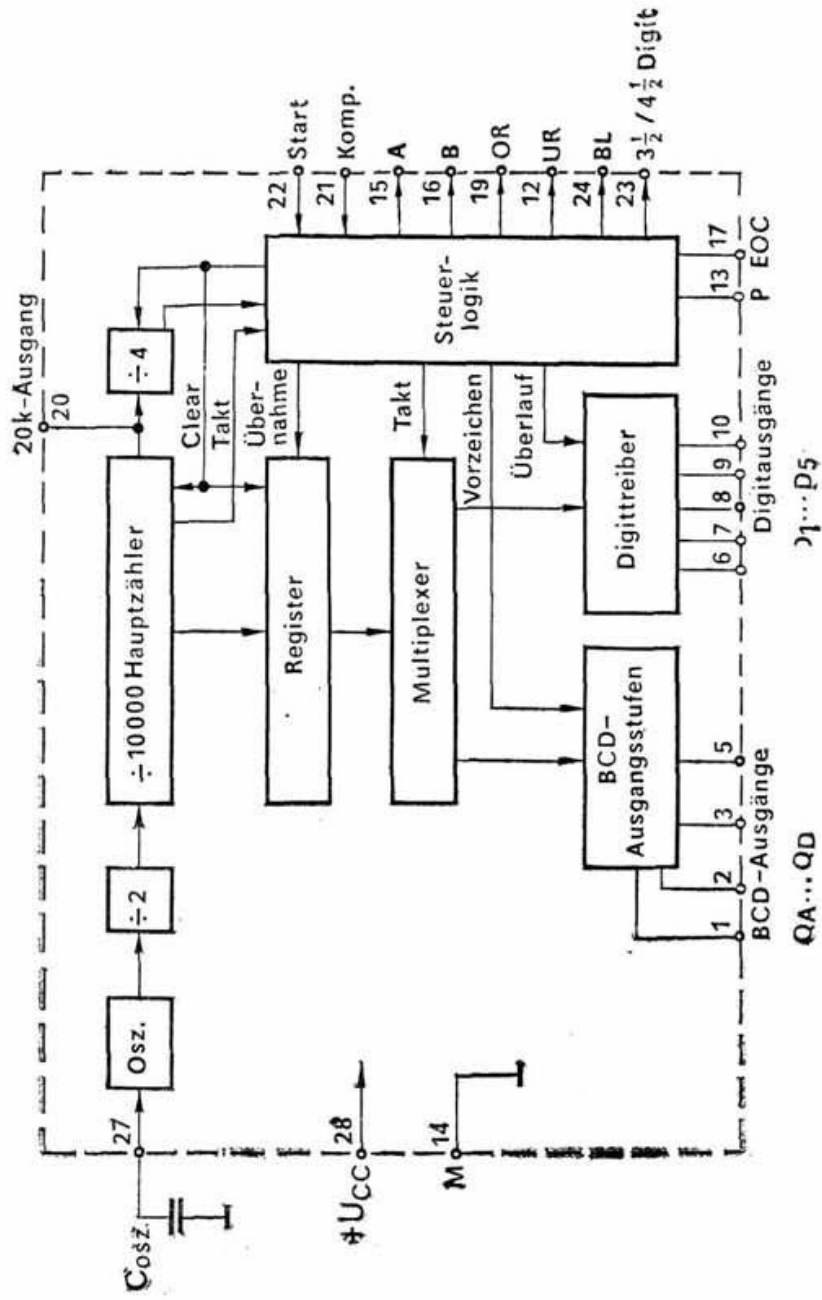 20k-Ausgang
20
Cosz.
27
Osz.
÷2
÷10000 Hauptzähler
÷4
Clear
Takt
Über-
nahme
Register
+UCC
28
M
14
Multiplexer
Takt
Vorzeichen
Überlauf
Steuer-
logik
22
Start
21
Komp.
15
A
16
B
19
OR
12
UR
24
BL
23
3½ / 4½ Digit
BCD-
Ausgangsstufen
Digittreiber
1
2
3
5
6
7
8
9
10
13
17
BCD-Ausgänge
Digitausgänge
P
EOC
QA...QD
D1...D5